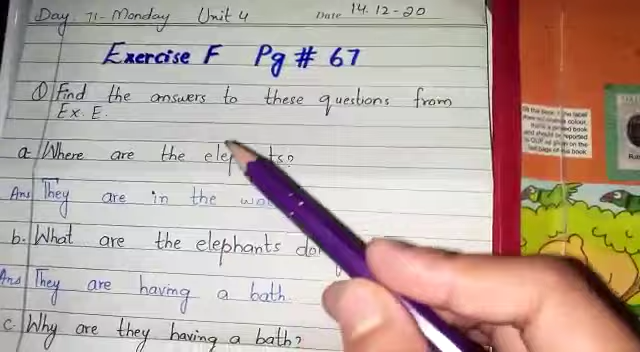 Day 71- Monday Unit 4 Date 14.12-20
Exercise F Pg # 67
① Find the answers to these questions from
Ex. E.
a. Where are the
Ans They are in the
b. What are the elephants
Ans They are having a bath.
c. Why are they having a bath?